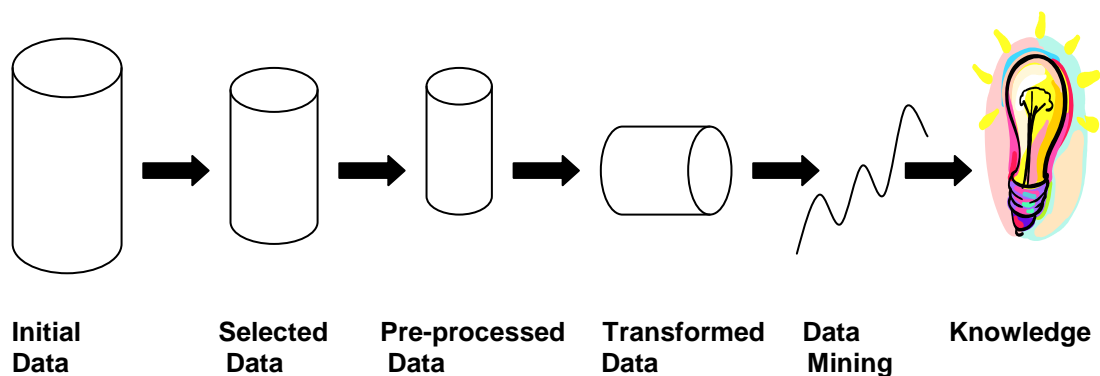 Initial Data
Selected Data
Pre-processed Data
Transformed Data
Data Mining
Knowledge